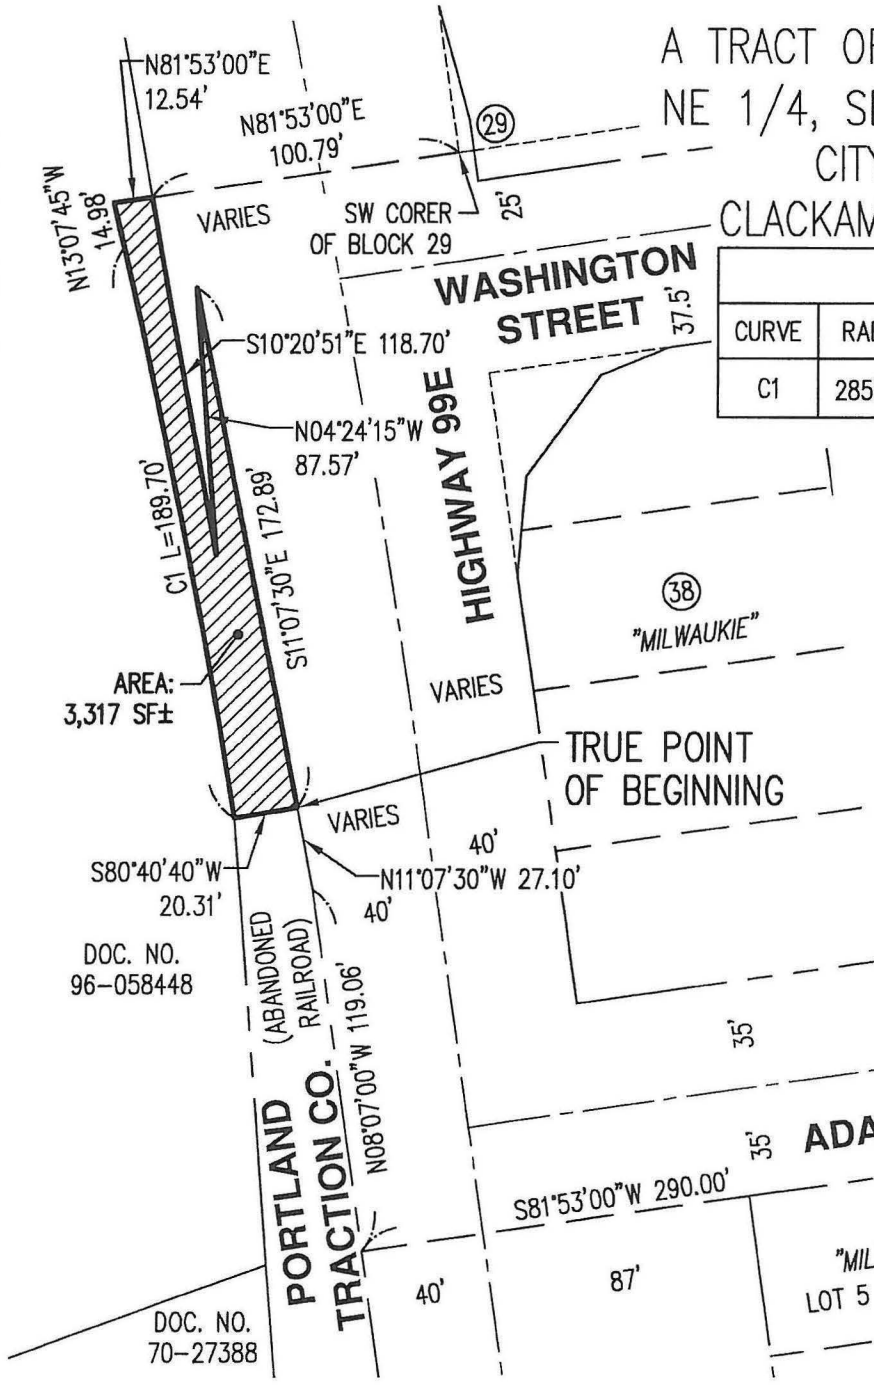 A TRACT OF
NE 1/4, SE
CITY
CLACKAM
N81°53'00"E
12.54'
N81°53'00"E
100.79'
29
N13°07'45"W
14.98'
VARIES
SW CORER
OF BLOCK 29
25'
WASHINGTON
STREET
37.5'
CURVE
RAD
C1
285
S10°20'51"E 118.70'
N04°24'15"W
87.57'
HIGHWAY 99E
C1 L=189.70'
S11°07'30"E 172.89'
38
"MILWAUKIE"
AREA:
3,317 SF±
VARIES
TRUE POINT
OF BEGINNING
VARIES
S80°40'40"W
20.31'
N11°07'30"W 27.10'
40'
40'
DOC. NO.
96-058448
(ABANDONED
RAILROAD)
N08°07'00"W 119.06'
35'
PORTLAND
TRACTION CO.
35'
ADA
S81°53'00"W 290.00'
40'
87'
"MIL
LOT 5
DOC. NO.
70-27388